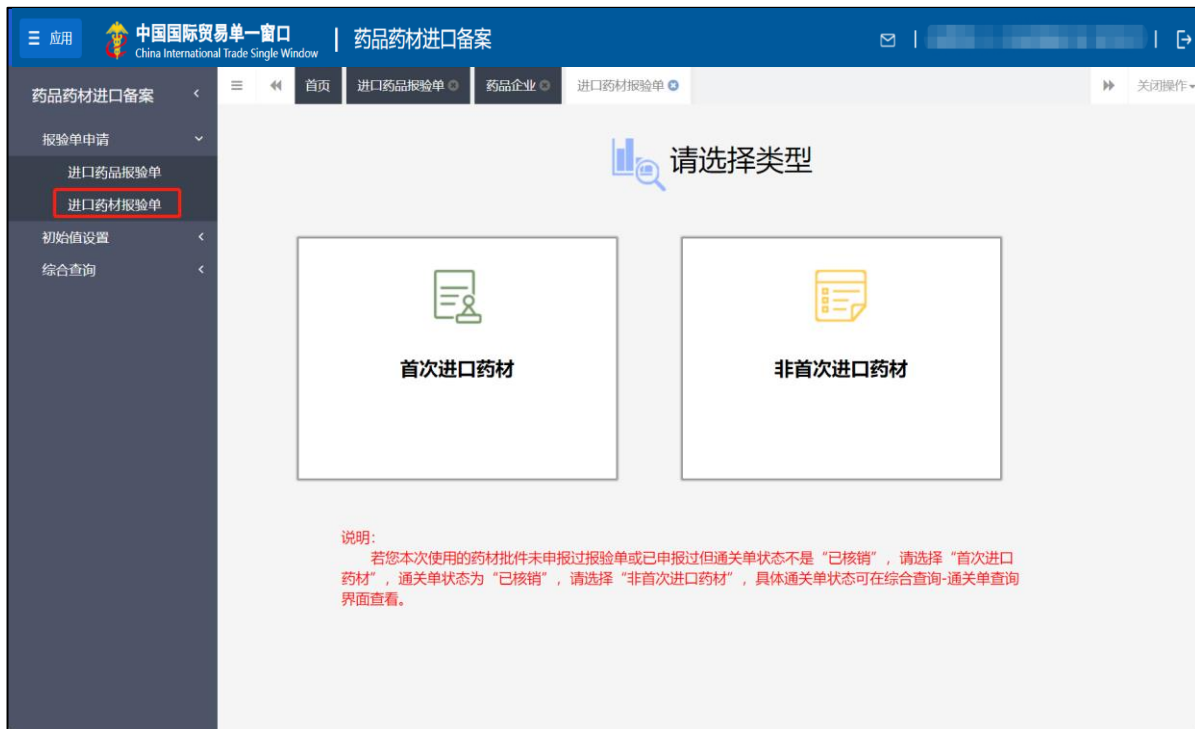 应用
中国国际贸易单一窗口
China International Trade Single Window
药品药材进口备案
药品药材进口备案
首页
进口药品报验单
药品企业
进口药材报验单
关闭操作
报验单申请
进口药品报验单
进口药材报验单
初始值设置
综合查询
请选择类型
首次进口药材
非首次进口药材
说明:
若您本次使用的药材批件未申报过报验单或已申报过但通关单状态不是“已核销”,请选择“首次进口
药材”,通关单状态为“已核销”,请选择“非首次进口药材”,具体通关单状态可在综合查询-通关单查询
界面查看。